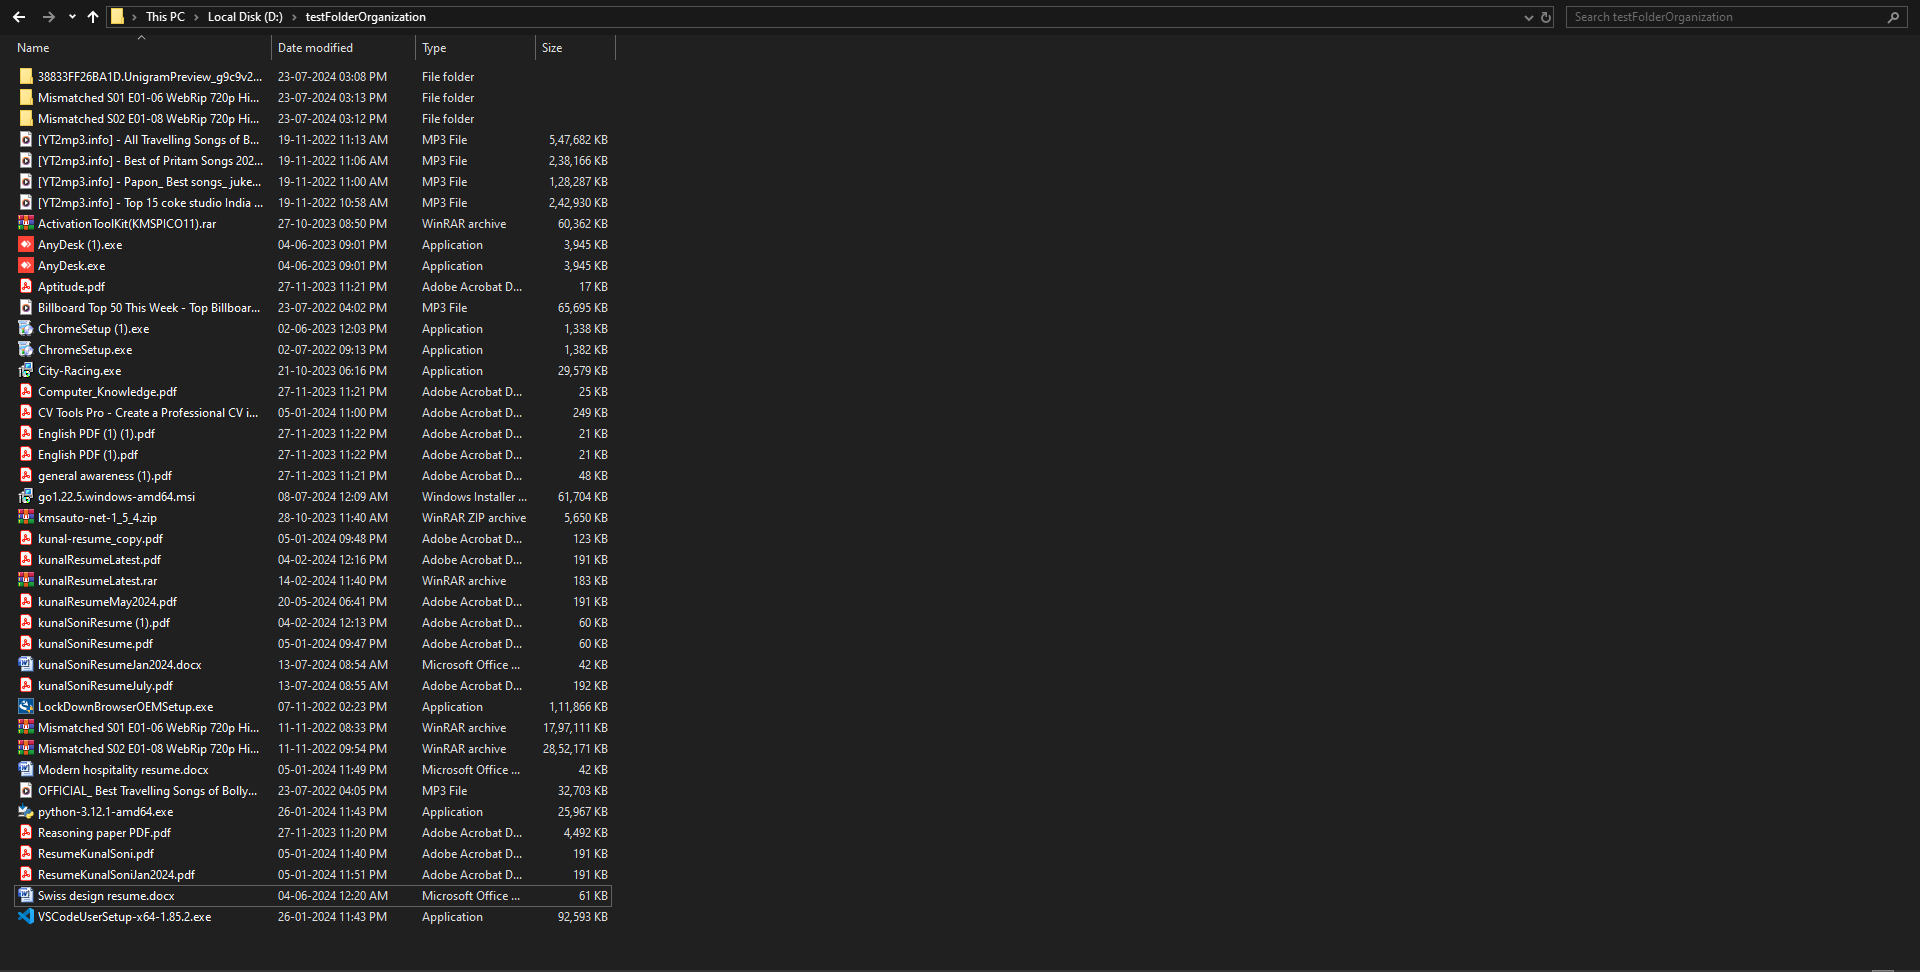 This PC > Local Disk (D:) > testFolderOrganization Search testFolderOrganization
Name Date modified Type Size
38833FF26BA1D.UnigramPreview_g9c9v2... 23-07-2024 03:08 PM File folder
Mismatched S01 E01-06 WebRip 720p Hi... 23-07-2024 03:13 PM File folder
Mismatched S02 E01-08 WebRip 720p Hi... 23-07-2024 03:12 PM File folder
[YT2mp3.info] - All Travelling Songs of B... 19-11-2022 11:13 AM MP3 File 5,47,682 KB
[YT2mp3.info] - Best of Pritam Songs 202... 19-11-2022 11:06 AM MP3 File 2,38,166 KB
[YT2mp3.info] - Papon_ Best songs_ juke... 19-11-2022 11:00 AM MP3 File 1,28,287 KB
[YT2mp3.info] - Top 15 coke studio India ... 19-11-2022 10:58 AM MP3 File 2,42,930 KB
ActivationToolKit(KMSPICO11).rar 27-10-2023 08:50 PM WinRAR archive 60,362 KB
AnyDesk (1).exe 04-06-2023 09:01 PM Application 3,945 KB
AnyDesk.exe 04-06-2023 09:01 PM Application 3,945 KB
Aptitude.pdf 27-11-2023 11:21 PM Adobe Acrobat D... 17 KB
Billboard Top 50 This Week - Top Billboar... 23-07-2022 04:02 PM MP3 File 65,695 KB
ChromeSetup (1).exe 02-06-2023 12:03 PM Application 1,338 KB
ChromeSetup.exe 02-07-2022 09:13 PM Application 1,382 KB
City-Racing.exe 21-10-2023 06:16 PM Application 29,579 KB
Computer_Knowledge.pdf 27-11-2023 11:21 PM Adobe Acrobat D... 25 KB
CV Tools Pro - Create a Professional CV i... 05-01-2024 11:00 PM Adobe Acrobat D... 249 KB
English PDF (1) (1).pdf 27-11-2023 11:22 PM Adobe Acrobat D... 21 KB
English PDF (1).pdf 27-11-2023 11:22 PM Adobe Acrobat D... 21 KB
general awareness (1).pdf 27-11-2023 11:21 PM Adobe Acrobat D... 48 KB
go1.22.5.windows-amd64.msi 08-07-2024 12:09 AM Windows Installer ... 61,704 KB
kmsauto-net-1_5_4.zip 28-10-2023 11:40 AM WinRAR ZIP archive 5,650 KB
kunal-resume_copy.pdf 05-01-2024 09:48 PM Adobe Acrobat D... 123 KB
kunalResumeLatest.pdf 04-02-2024 12:16 PM Adobe Acrobat D... 191 KB
kunalResumeLatest.rar 14-02-2024 11:40 PM WinRAR archive 183 KB
kunalResumeMay2024.pdf 20-05-2024 06:41 PM Adobe Acrobat D... 191 KB
kunalSoniResume (1).pdf 04-02-2024 12:13 PM Adobe Acrobat D... 60 KB
kunalSoniResume.pdf 05-01-2024 09:47 PM Adobe Acrobat D... 60 KB
kunalSoniResumeJan2024.docx 13-07-2024 08:54 AM Microsoft Office ... 42 KB
kunalSoniResumeJuly.pdf 13-07-2024 08:55 AM Adobe Acrobat D... 192 KB
LockDownBrowserOEMSetup.exe 07-11-2022 02:23 PM Application 1,11,866 KB
Mismatched S01 E01-06 WebRip 720p Hi... 11-11-2022 08:33 PM WinRAR archive 17,97,111 KB
Mismatched S02 E01-08 WebRip 720p Hi... 11-11-2022 09:54 PM WinRAR archive 28,52,171 KB
Modern hospitality resume.docx 05-01-2024 11:49 PM Microsoft Office ... 42 KB
OFFICIAL_ Best Travelling Songs of Bolly... 23-07-2022 04:05 PM MP3 File 32,703 KB
python-3.12.1-amd64.exe 26-01-2024 11:43 PM Application 25,967 KB
Reasoning paper PDF.pdf 27-11-2023 11:20 PM Adobe Acrobat D... 4,492 KB
ResumeKunalSoni.pdf 05-01-2024 11:40 PM Adobe Acrobat D... 191 KB
ResumeKunalSoniJan2024.pdf 05-01-2024 11:51 PM Adobe Acrobat D... 191 KB
Swiss design resume.docx 04-06-2024 12:20 AM Microsoft Office ... 61 KB
VSCodeUserSetup-x64-1.85.2.exe 26-01-2024 11:43 PM Application 92,593 KB